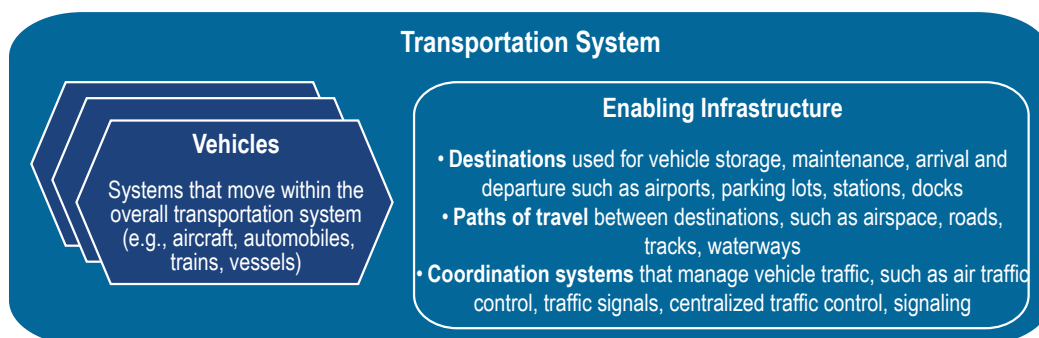 Transportation System
Vehicles
Systems that move within the
overall transportation system
(e.g., aircraft, automobiles,
trains, vessels)
Enabling Infrastructure
• Destinations used for vehicle storage, maintenance, arrival and
departure such as airports, parking lots, stations, docks
• Paths of travel between destinations, such as airspace, roads,
tracks, waterways
• Coordination systems that manage vehicle traffic, such as air traffic
control, traffic signals, centralized traffic control, signaling